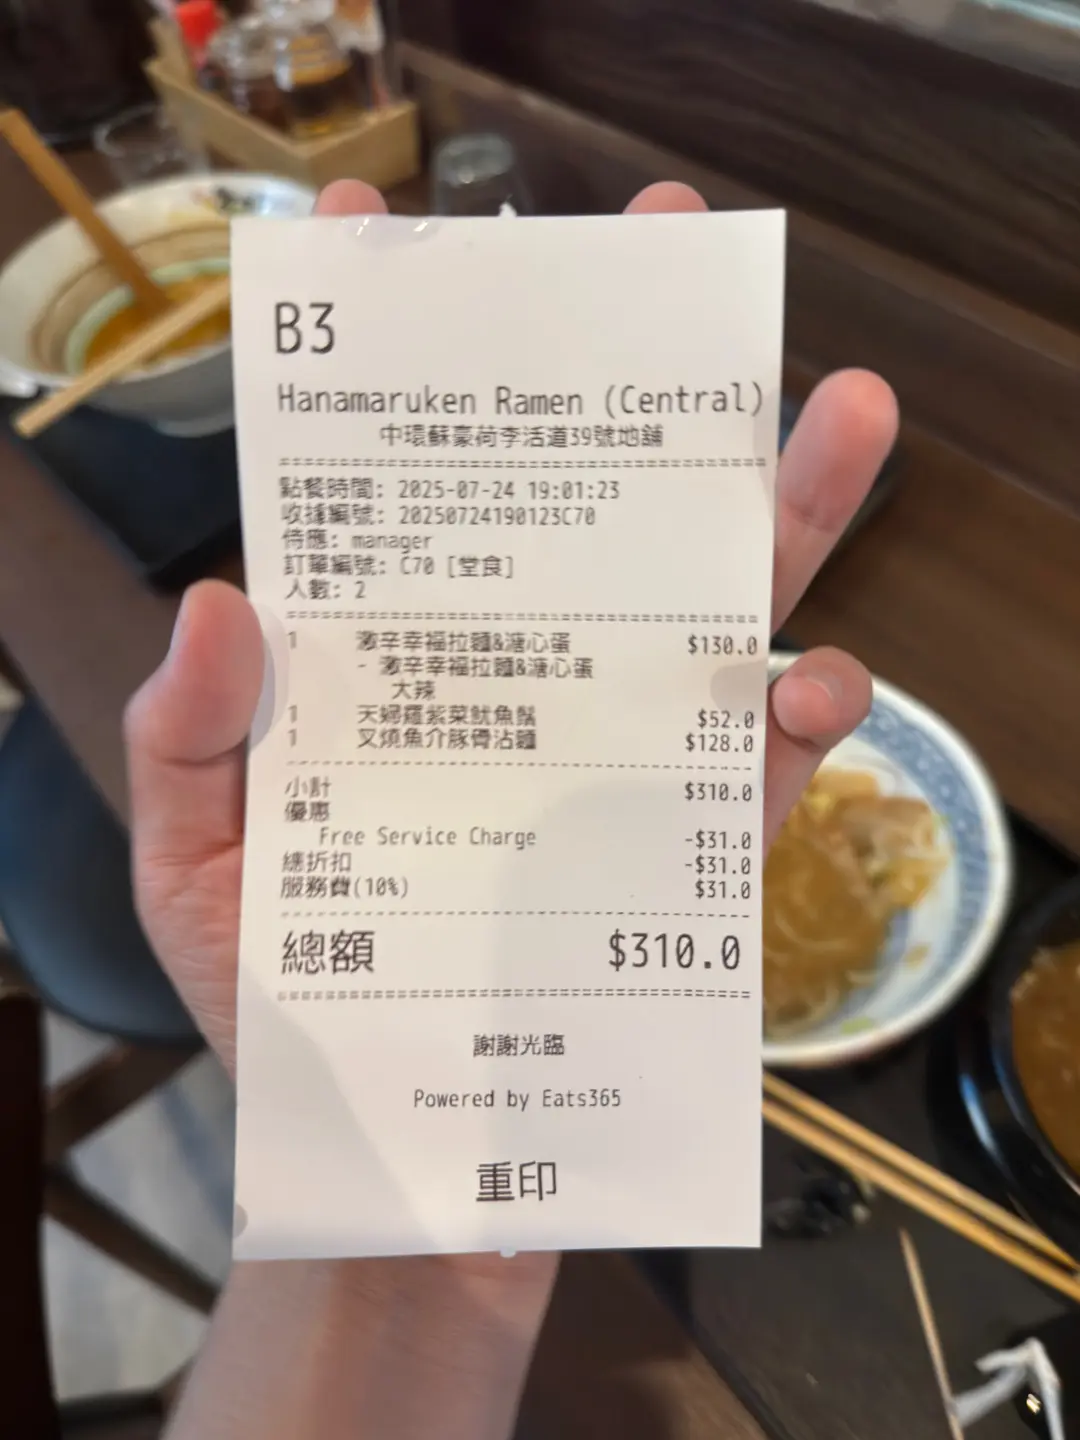 B3
Hanamaruken Ramen (Central)
中環蘇豪荷李活道39號地舖
點餐時間: 2025-07-24 19:01:23
收據編號: 20250724190123C70
侍應: manager
訂單編號: C70 [堂食]
人數: 2
1 激辛幸福拉麵&溏心蛋 $130.0
- 激辛幸福拉麵&溏心蛋
大辣
1 天婦羅紫菜魷魚鬚 $52.0
1 叉燒魚介豚骨沾麵 $128.0
小計 $310.0
優惠
Free Service Charge -$31.0
總折扣 -$31.0
服務費(10%) $31.0
總額 $310.0
謝謝光臨
Powered by Eats365
重印